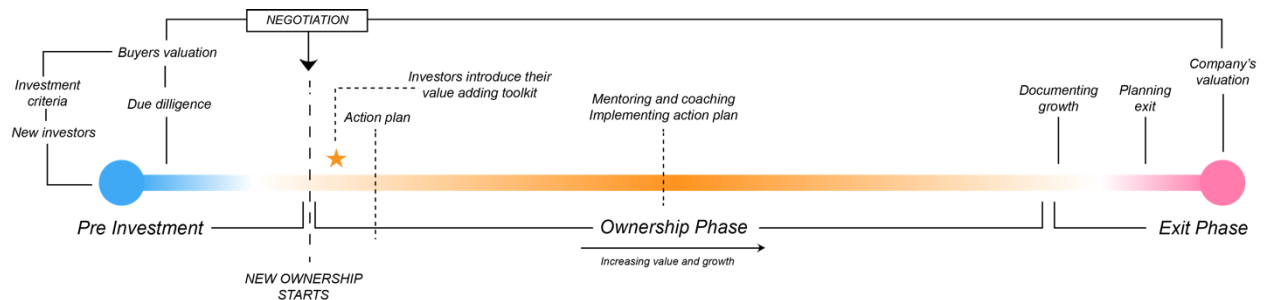 NEGOTIATION
Buyers valuation
Investment
criteria
Due dilligence
New investors
Investors introduce their
value adding toolkit
Action plan
Mentoring and coaching
Implementing action plan
Documenting
growth
Planning
exit
Company's
valuation
Pre Investment
Ownership Phase
Exit Phase
Increasing value and growth
NEW OWNERSHIP
STARTS